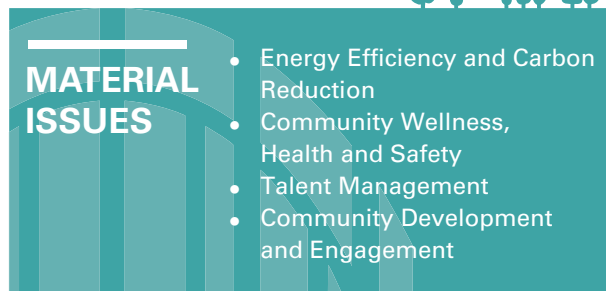 MATERIAL
ISSUES
• Energy Efficiency and Carbon
Reduction
• Community Wellness,
Health and Safety
• Talent Management
• Community Development
and Engagement